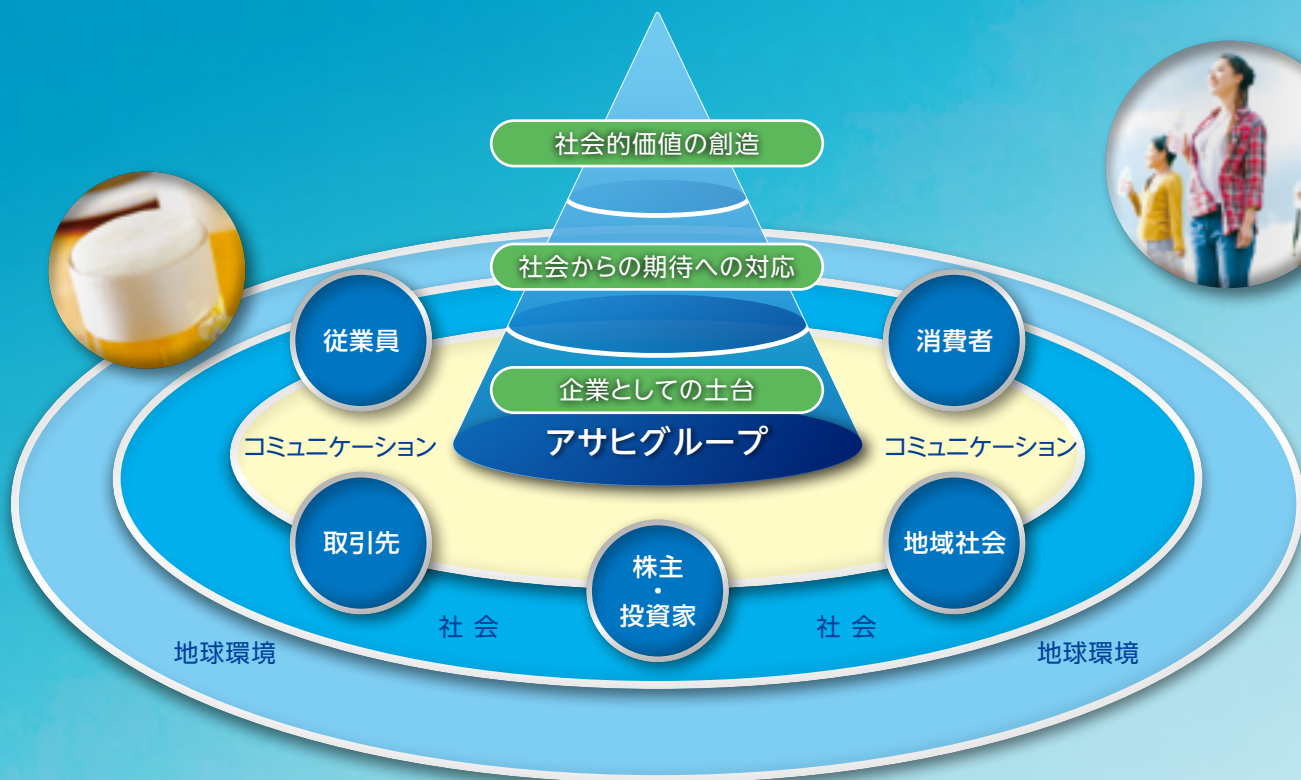 社会的価値の創造
社会からの期待への対応
企業としての土台
アサヒグループ
従業員
消費者
コミュニケーション
コミュニケーション
取引先
地域社会
株主
・
投資家
社 会
社 会
地球環境
地球環境